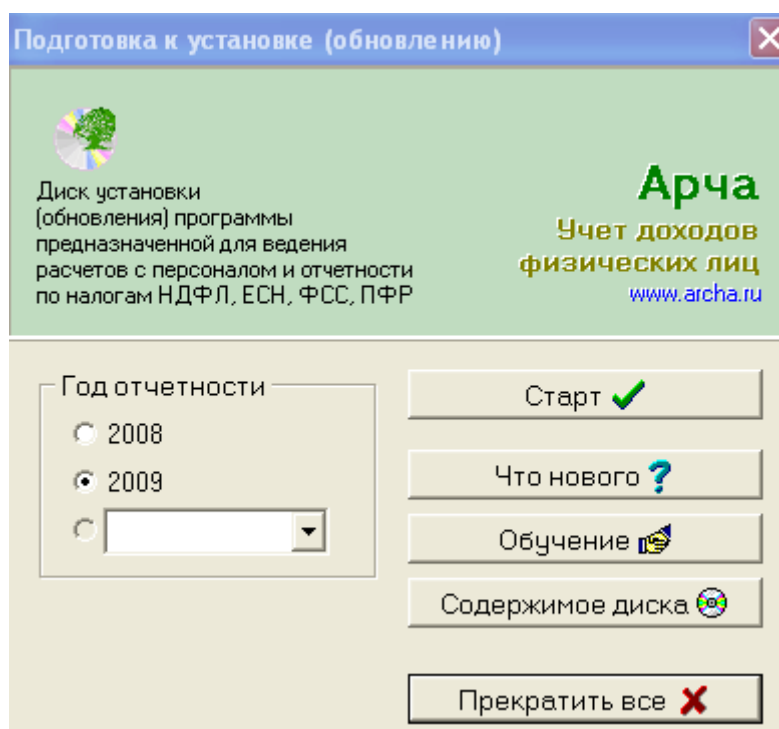 Подготовка к установке (обновлению)
Диск установки
(обновления) программы
предназначенной для ведения
расчетов с персоналом и отчетности
по налогам НДФЛ, ЕСН, ФСС, ПФР
Арча
Учет доходов
физических лиц
www.archa.ru
Год отчетности
2008
2009
Старт
Что нового
Обучение
Содержимое диска
Прекратить все